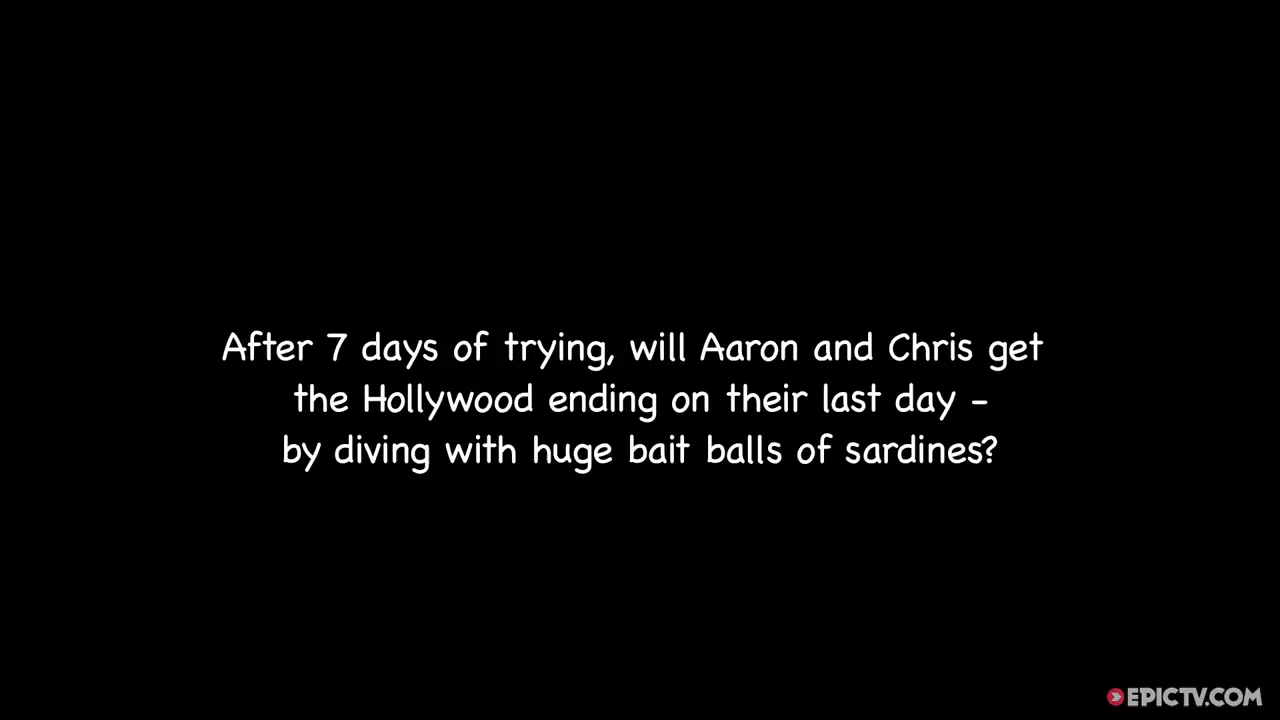 After 7 days of trying, will Aaron and Chris get
the Hollywood ending on their last day -
by diving with huge bait balls of sardines?
EPICTV.COM